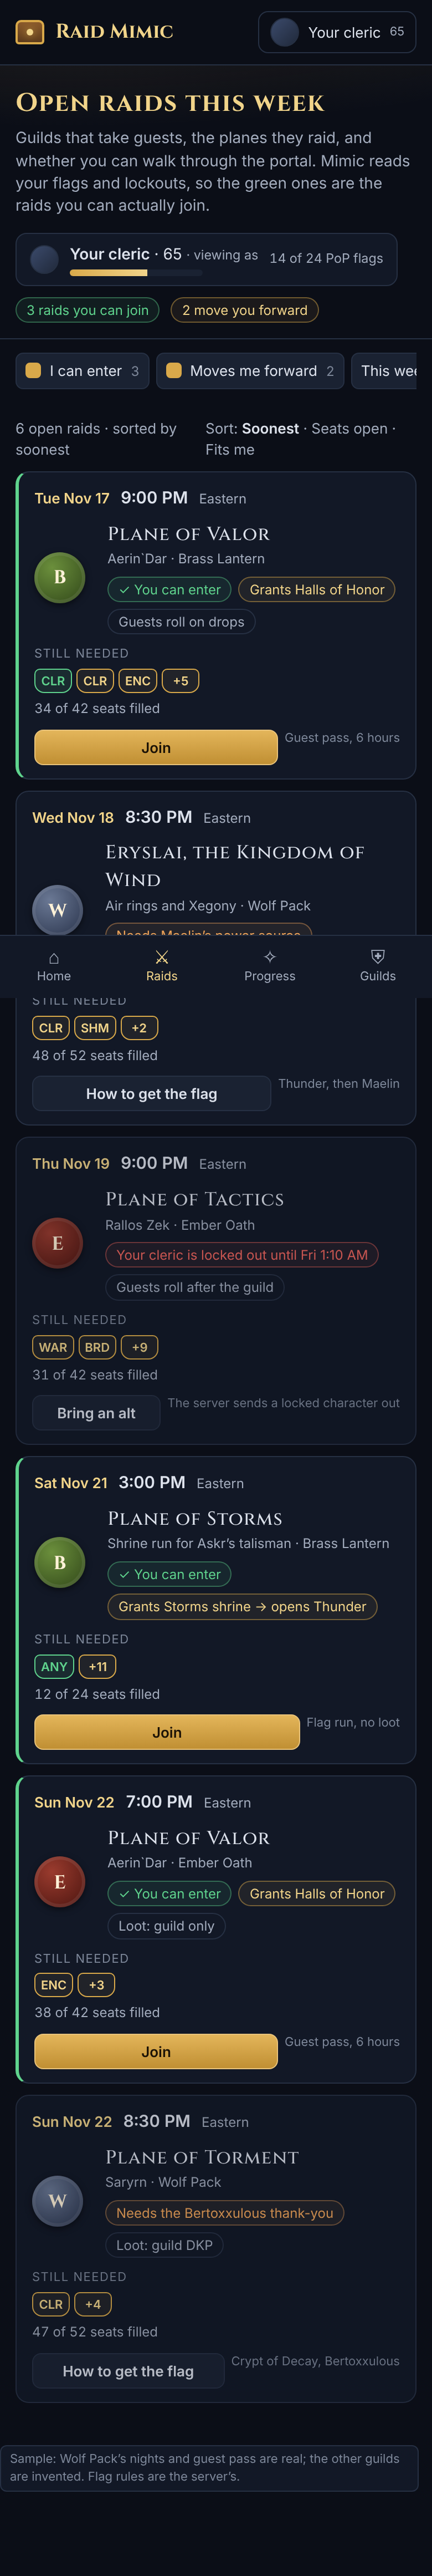 Raid Mimic
Your cleric 65
Open raids this week
Guilds that take guests, the planes they raid, and
whether you can walk through the portal. Mimic reads
your flags and lockouts, so the green ones are the
raids you can actually join.
Your cleric · 65 · viewing as 14 of 24 PoP flags
3 raids you can join 2 move you forward
I can enter 3 Moves me forward 2 This wee
6 open raids · sorted by
soonest
Sort: Soonest · Seats open ·
Fits me
Tue Nov 17 9:00 PM Eastern
B
Plane of Valor
Aerin`Dar · Brass Lantern
✓ You can enter Grants Halls of Honor
Guests roll on drops
STILL NEEDED
CLR CLR ENC +5
34 of 42 seats filled
Join Guest pass, 6 hours
Wed Nov 18 8:30 PM Eastern
W
Eryslai, the Kingdom of
Wind
Air rings and Xegony · Wolf Pack
Needs Maelin's power source
Home Raids Progress Guilds
STILL NEEDED
CLR SHM +2
48 of 52 seats filled
How to get the flag Thunder, then Maelin
Thu Nov 19 9:00 PM Eastern
E
Plane of Tactics
Rallos Zek · Ember Oath
Your cleric is locked out until Fri 1:10 AM
Guests roll after the guild
STILL NEEDED
WAR BRD +9
31 of 42 seats filled
Bring an alt The server sends a locked character out
Sat Nov 21 3:00 PM Eastern
B
Plane of Storms
Shrine run for Askr’s talisman · Brass Lantern
✓ You can enter
Grants Storms shrine → opens Thunder
STILL NEEDED
ANY +11
12 of 24 seats filled
Join Flag run, no loot
Sun Nov 22 7:00 PM Eastern
E
Plane of Valor
Aerin`Dar · Ember Oath
✓ You can enter Grants Halls of Honor
Loot: guild only
STILL NEEDED
ENC +3
38 of 42 seats filled
Join Guest pass, 6 hours
Sun Nov 22 8:30 PM Eastern
W
Plane of Torment
Saryrn · Wolf Pack
Needs the Bertoxxulous thank-you
Loot: guild DKP
STILL NEEDED
CLR +4
47 of 52 seats filled
How to get the flag Crypt of Decay, Bertoxxulous
Sample: Wolf Pack’s nights and guest pass are real; the other guilds
are invented. Flag rules are the server’s.